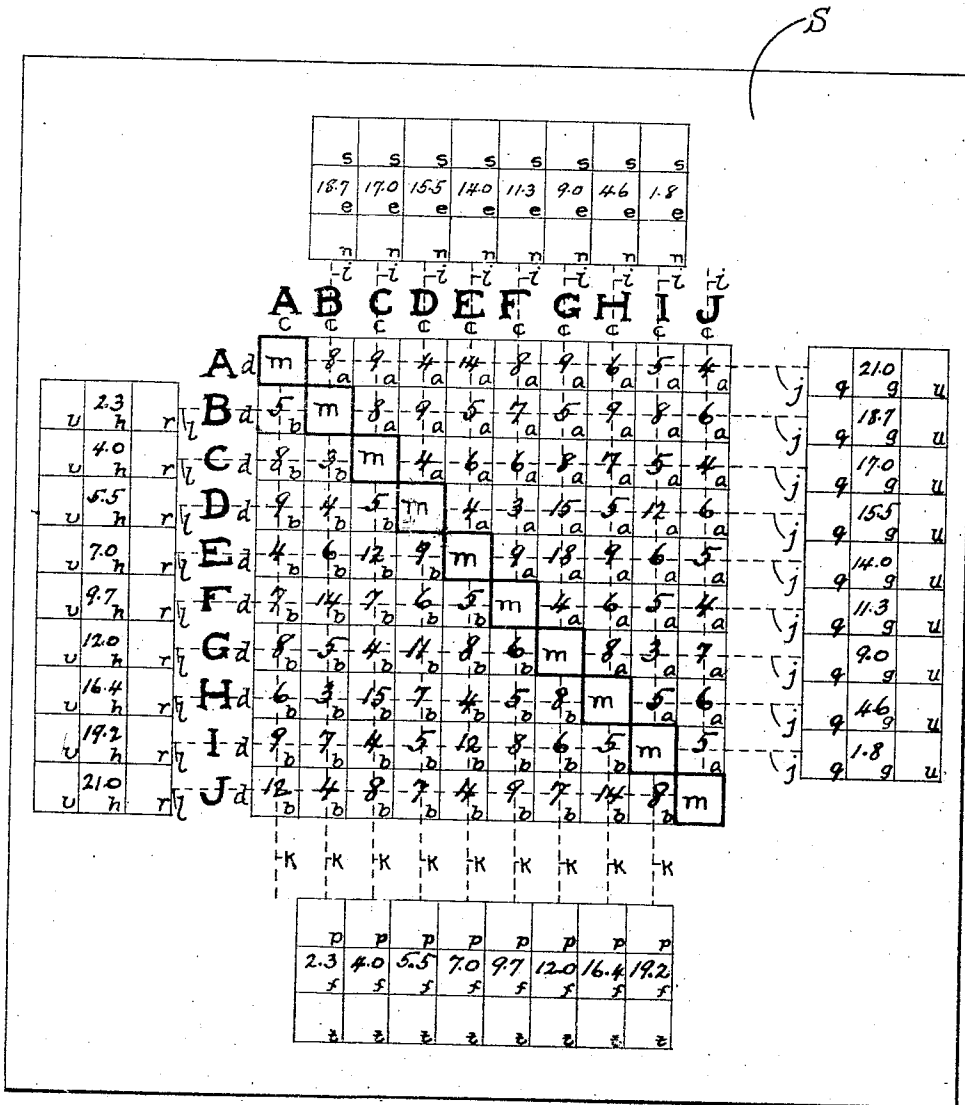 S
s s s s s s s s
18.7 17.0 15.5 14.0 11.3 9.0 4.6 1.8
e e e e e e e e
n n n n n n n n
i i i i i i i i i
A B C D E F G H I J
c c c c c c c c c c
A d m 8 a 9 a 4 a 14 a 8 a 9 a 6 a 5 a 4 a j q 21.0 g u
v 2.3 h r l B d 5 b m 8 a 9 a 5 a 7 a 5 a 9 a 8 a 6 a j q 18.7 g u
v 4.0 h r l C d 8 b 3 b m 4 a 6 a 6 a 8 a 7 a 5 a 4 a j q 17.0 g u
v 5.5 h r l D d 9 b 4 b 5 b m 4 a 3 a 15 a 5 a 12 a 6 a j q 15.5 g u
v 7.0 h r l E d 4 b 6 b 12 b 9 b m 9 a 18 a 9 a 6 a 5 a j q 14.0 g u
v 9.7 h r l F d 7 b 14 b 7 b 6 b 5 b m 4 a 6 a 5 a 4 a j q 11.3 g u
v 12.0 h r l G d 8 b 5 b 4 b 11 b 8 b 6 b m 8 a 3 a 7 a j q 9.0 g u
v 16.4 h r l H d 6 b 3 b 15 b 7 b 4 b 5 b 8 b m 5 a 6 a j q 4.6 g u
v 19.2 h r l I d 9 b 7 b 4 b 5 b 12 b 8 b 6 b 5 b m 5 a j q 1.8 g u
v 21.0 h r l J d 12 b 4 b 8 b 7 b 4 b 9 b 7 b 14 b 8 b m
K K K K K K K K K
p p p p p p p p
2.3 4.0 5.5 7.0 9.7 12.0 16.4 19.2
f f f f f f f f
z z z z z z z z